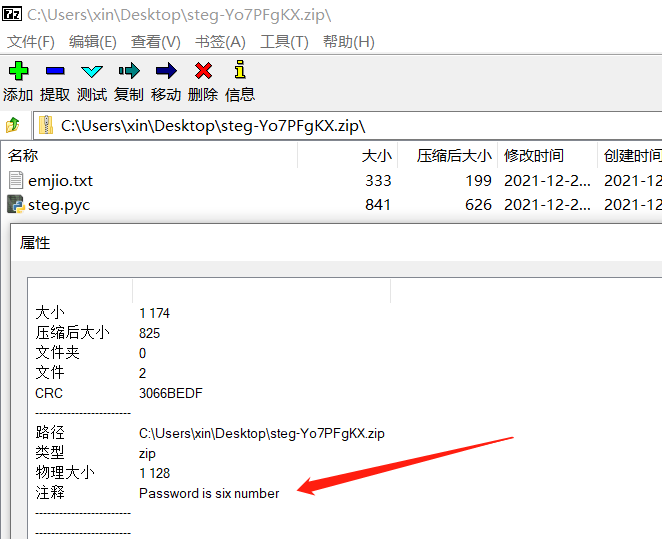 C:\Users\xin\Desktop\steg-Yo7PFgKX.zip\
文件(F) 编辑(E) 查看(V) 书签(A) 工具(T) 帮助(H)
添加 提取 测试 复制 移动 删除 信息
C:\Users\xin\Desktop\steg-Yo7PFgKX.zip\
名称 大小 压缩后大小 修改时间 创建时间
emjio.txt 333 199 2021-12-2... 2021-12...
steg.pyc 841 626 2021-12-2... 2021-12...
属性
大小 1 174
压缩后大小 825
文件夹 0
文件 2
CRC 3066BEDF
------------------------
路径 C:\Users\xin\Desktop\steg-Yo7PFgKX.zip
类型 zip
物理大小 1 128
注释 Password is six number
------------------------
------------------------